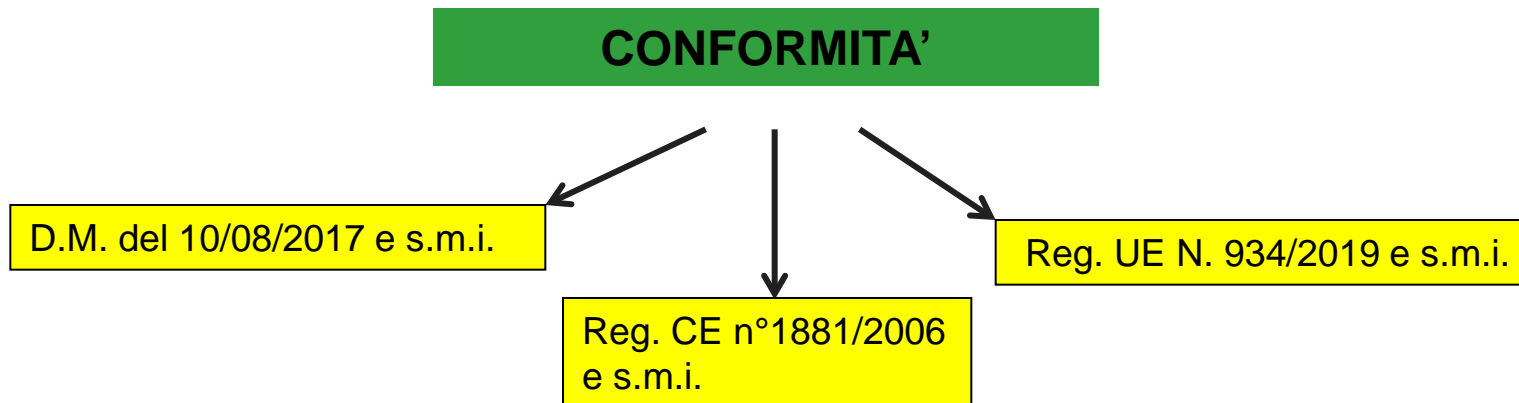 CONFORMITA’
D.M. del 10/08/2017 e s.m.i.
Reg. UE N. 934/2019 e s.m.i.
Reg. CE n°1881/2006
e s.m.i.